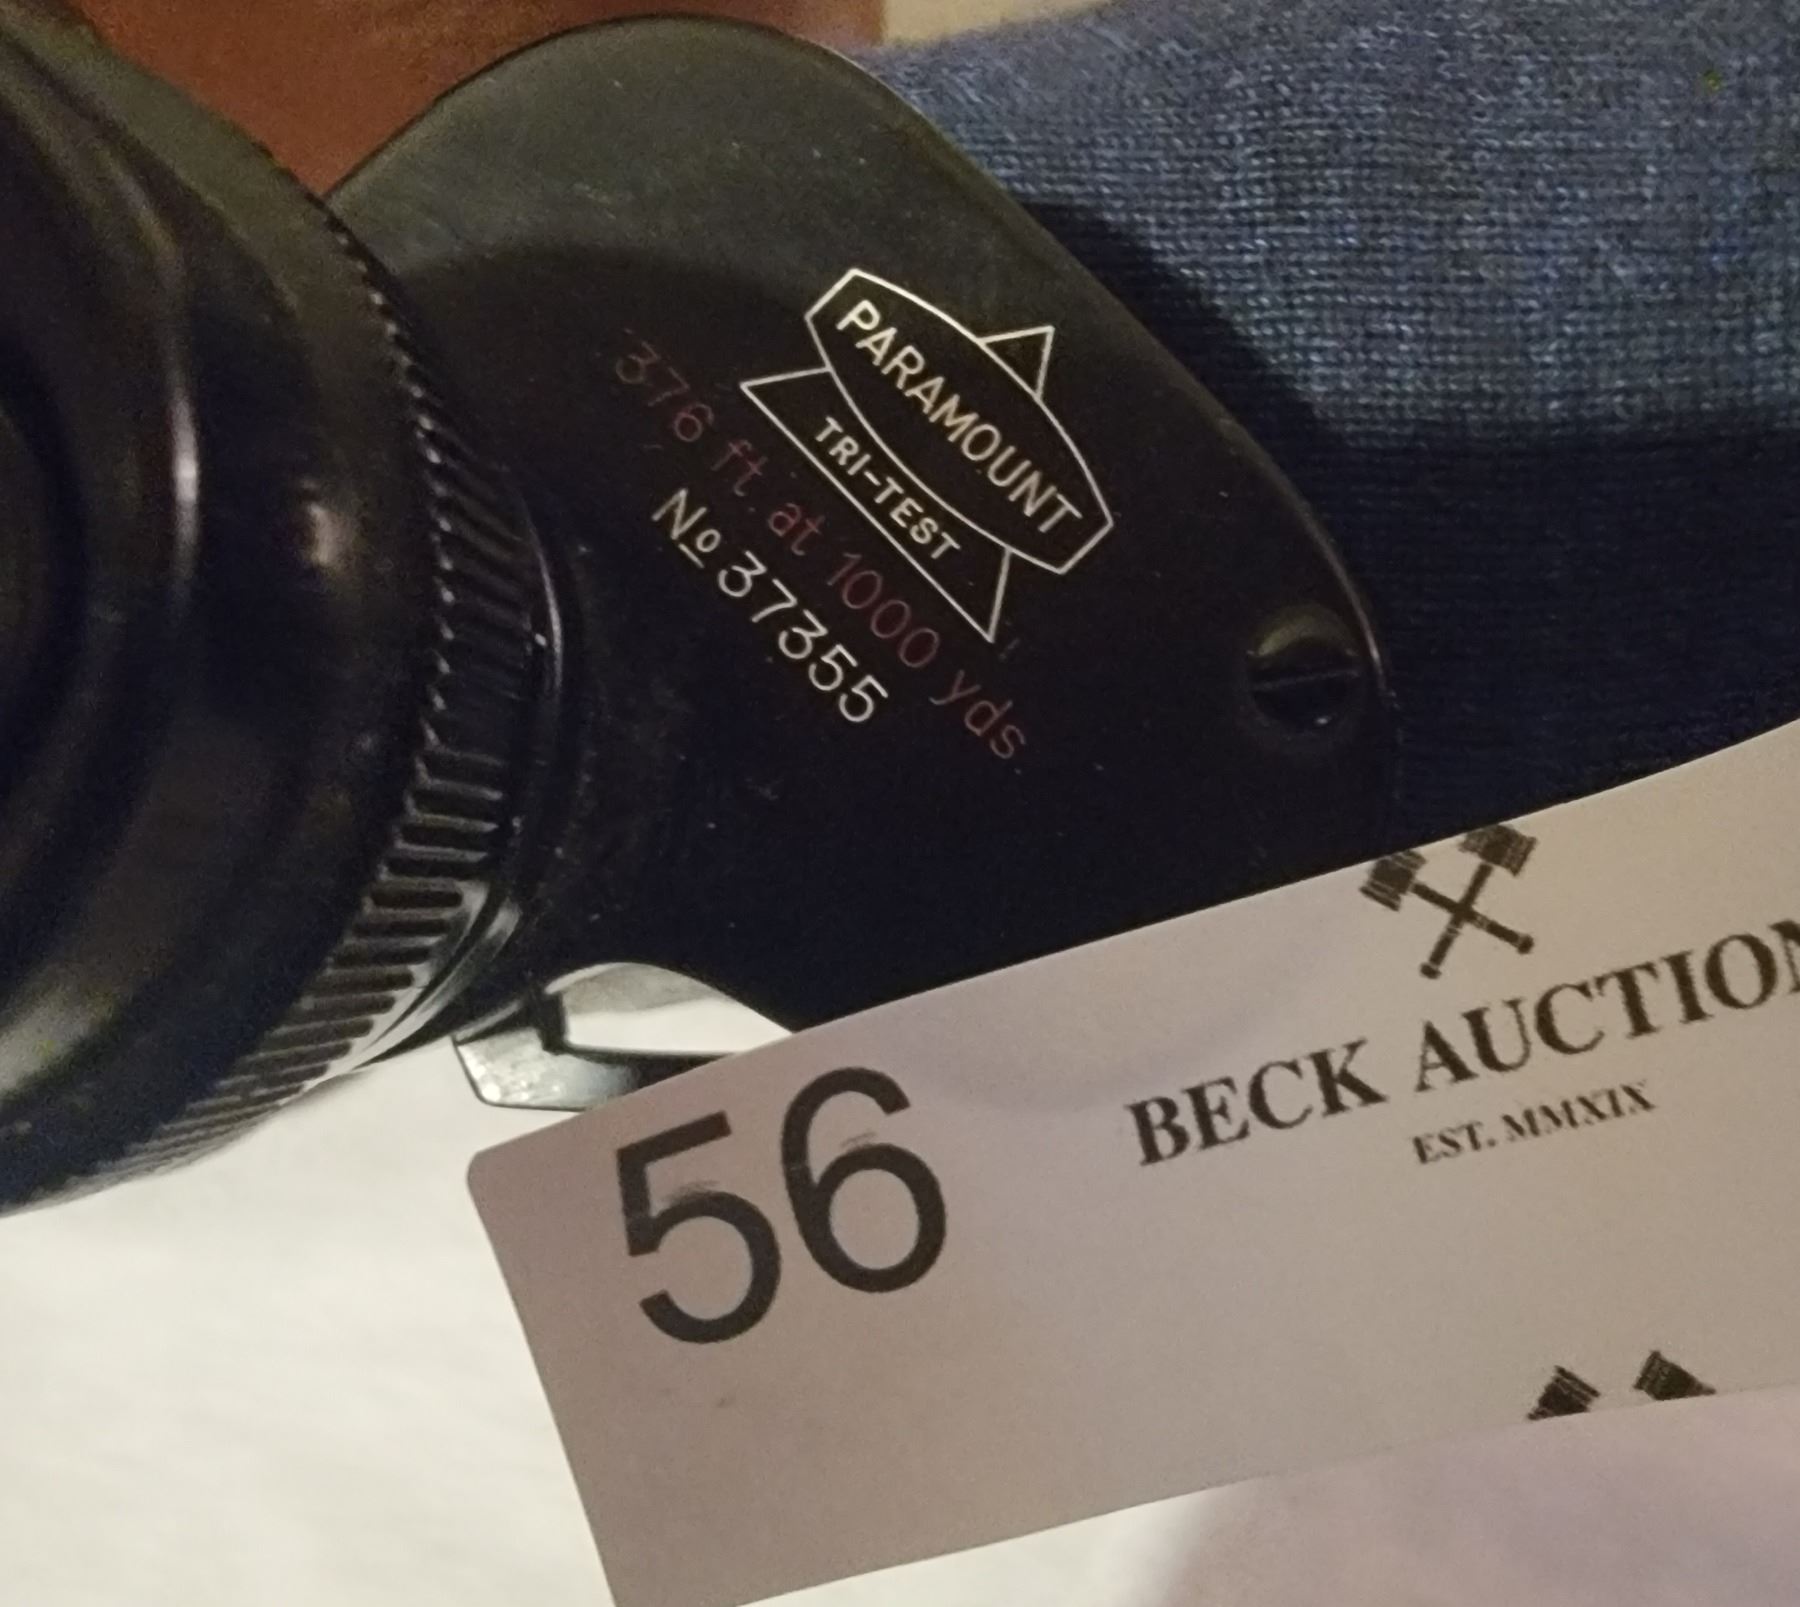 PARAMOUNT
TRI-TEST
376 ft. at 1000 yds
No 37355
56
BECK AUCTION
EST. MMXIX